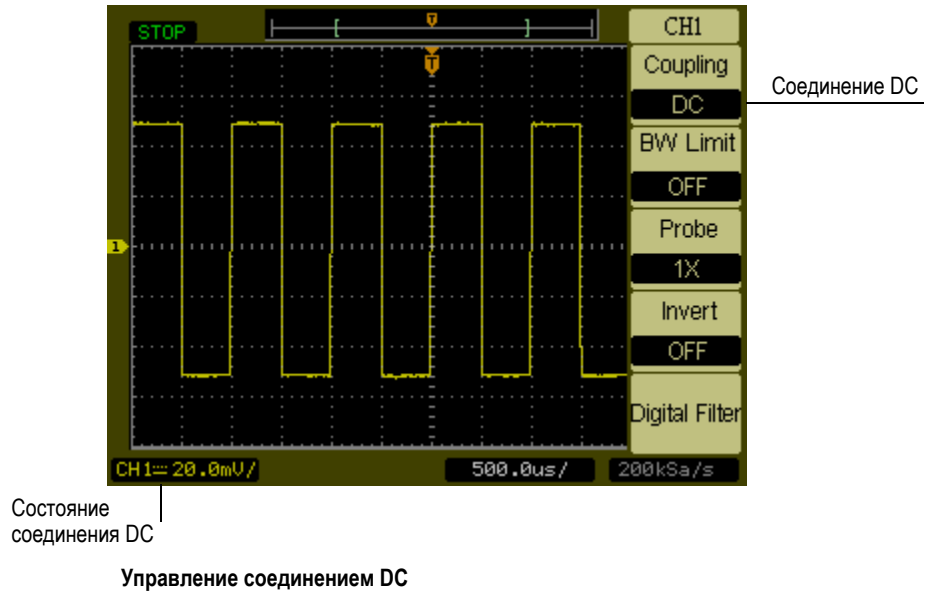 STOP
T
CH1
T
Coupling
DC
Соединение DC
BW Limit
OFF
Probe
1
1X
Invert
OFF
Digital Filter
CH1 20.0mV/
500.0us/
200kSa/s
Состояние
соединения DC
Управление соединением DC